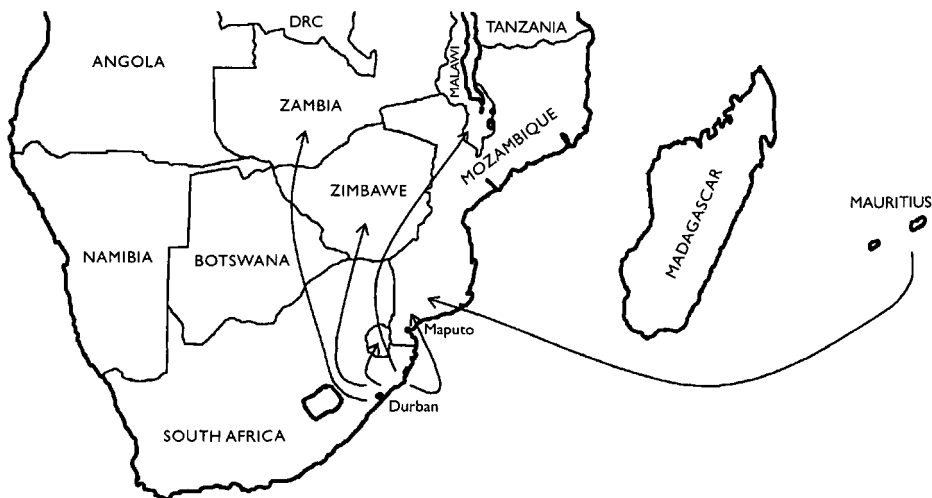 DRC
TANZANIA
ANGOLA
MALAWI
ZAMBIA
MOZAMBIQUE
ZIMBAWE
MADAGASCAR
MAURITIUS
NAMIBIA
BOTSWANA
Maputo
Durban
SOUTH AFRICA